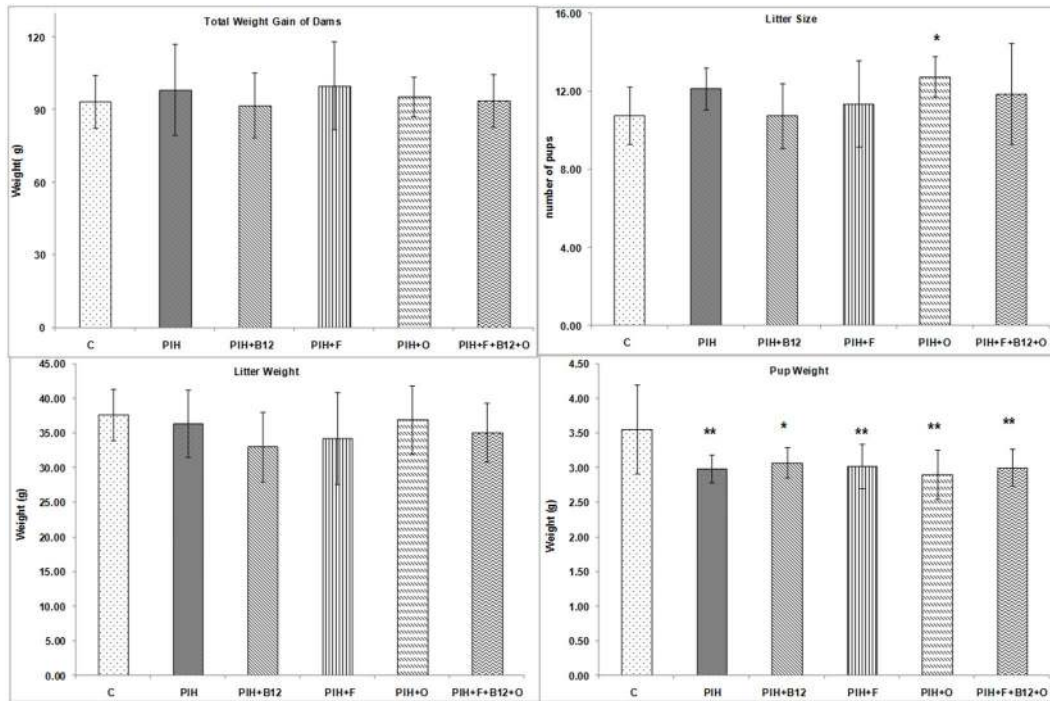 Total Weight Gain of Dams
120
90
60
30
0
Weight( g)
C PIH PIH+B12 PIH+F PIH+O PIH+F+B12+O
Litter Size
*
16.00
12.00
8.00
4.00
0.00
number of pups
C PIH PIH+B12 PIH+F PIH+O PIH+F+B12+O
Litter Weight
45.00
40.00
35.00
30.00
25.00
20.00
15.00
10.00
5.00
0.00
Weight (g)
C PIH PIH+B12 PIH+F PIH+O PIH+F+B12+O
Pup Weight
4.50
4.00
3.50
3.00
2.50
2.00
1.50
1.00
0.50
0.00
Weight (g)
** * ** ** **
C PIH PIH+B12 PIH+F PIH+O PIH+F+B12+O